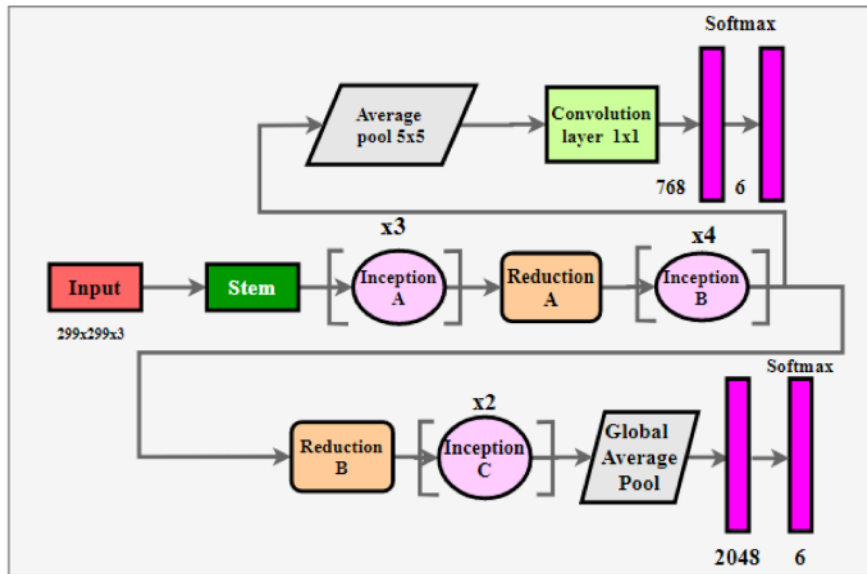 Softmax
Average
pool 5x5
Convolution
layer 1x1
768
6
x3
x4
Input
Stem
Inception
A
Reduction
A
Inception
B
299x299x3
Softmax
x2
Reduction
B
Inception
C
Global
Average
Pool
2048
6